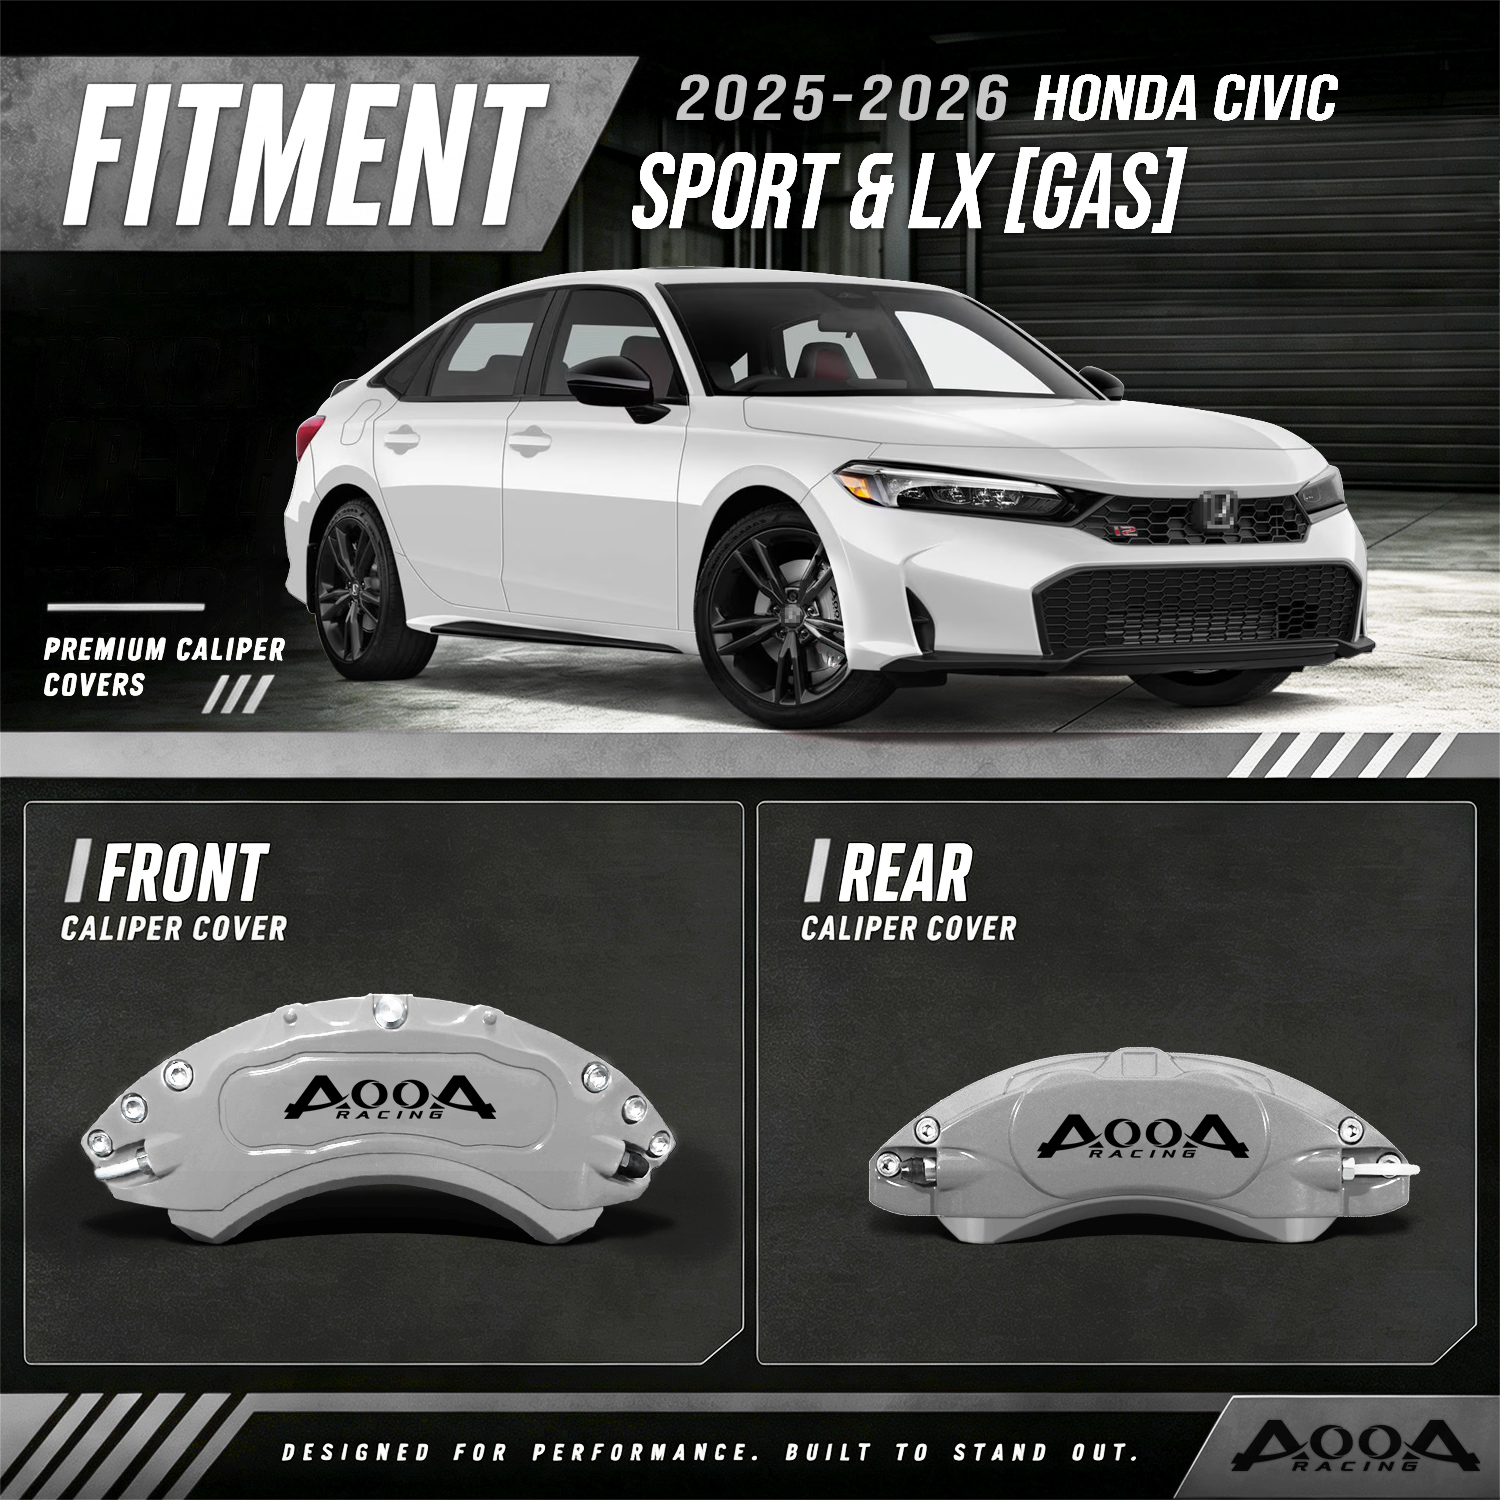 FITMENT
2025-2026 HONDA CIVIC
SPORT & LX [GAS]
PREMIUM CALIPER
COVERS
FRONT
CALIPER COVER
REAR
CALIPER COVER
AOOA
RACING
AOOA
RACING
DESIGNED FOR PERFORMANCE. BUILT TO STAND OUT.
AOOA
RACING